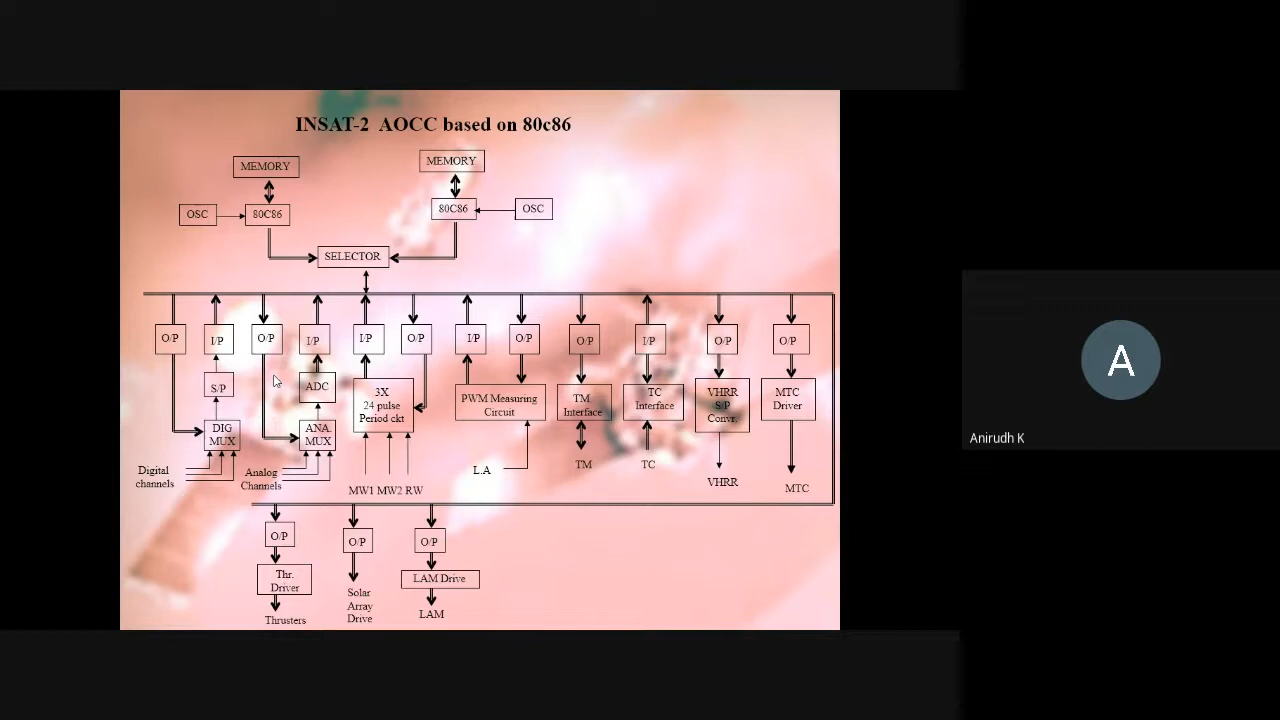 INSAT-2 AOCC based on 80c86
MEMORY
MEMORY
OSC
80C86
80C86
OSC
SELECTOR
O/P
I/P
O/P
I/P
I/P
O/P
I/P
O/P
O/P
I/P
O/P
O/P
S/P
ADC
3X
24 pulse
Period ckt
PWM Measuring
Circuit
TM
Interface
TC
Interface
VHRR
S/P
Convr.
MTC
Driver
DIG
MUX
ANA.
MUX
Digital
channels
Analog
Channels
MW1 MW2 RW
L.A
TM
TC
VHRR
MTC
O/P
O/P
O/P
Thr.
Driver
LAM Drive
Thrusters
Solar
Array
Drive
LAM
A
Anirudh K